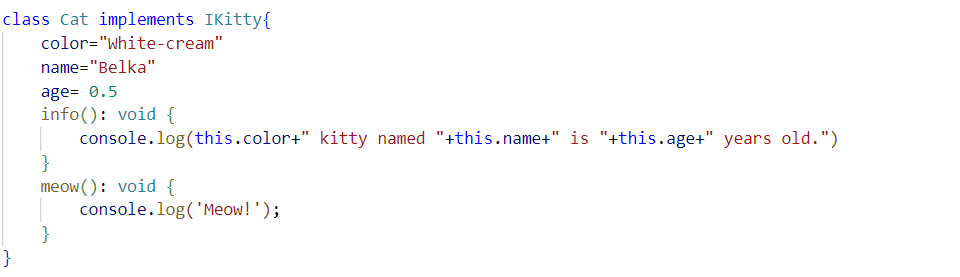 class Cat implements IKitty{
    color="White-cream"
    name="Belka"
    age= 0.5
    info(): void {
        console.log(this.color+" kitty named "+this.name+" is "+this.age+" years old.")
    }
    meow(): void {
        console.log('Meow!');
    }
}